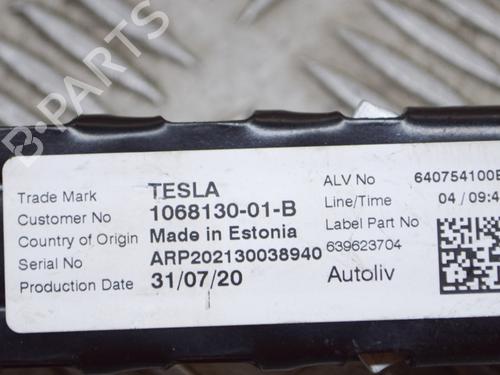 B-PARTS
Trade Mark TESLA ALV No 640754100E
Customer No 1068130-01-B Line/Time 04 / 09:4
Country of Origin Made in Estonia Label Part No
Serial No ARP202130038940 639623704
Production Date 31/07/20 Autoliv